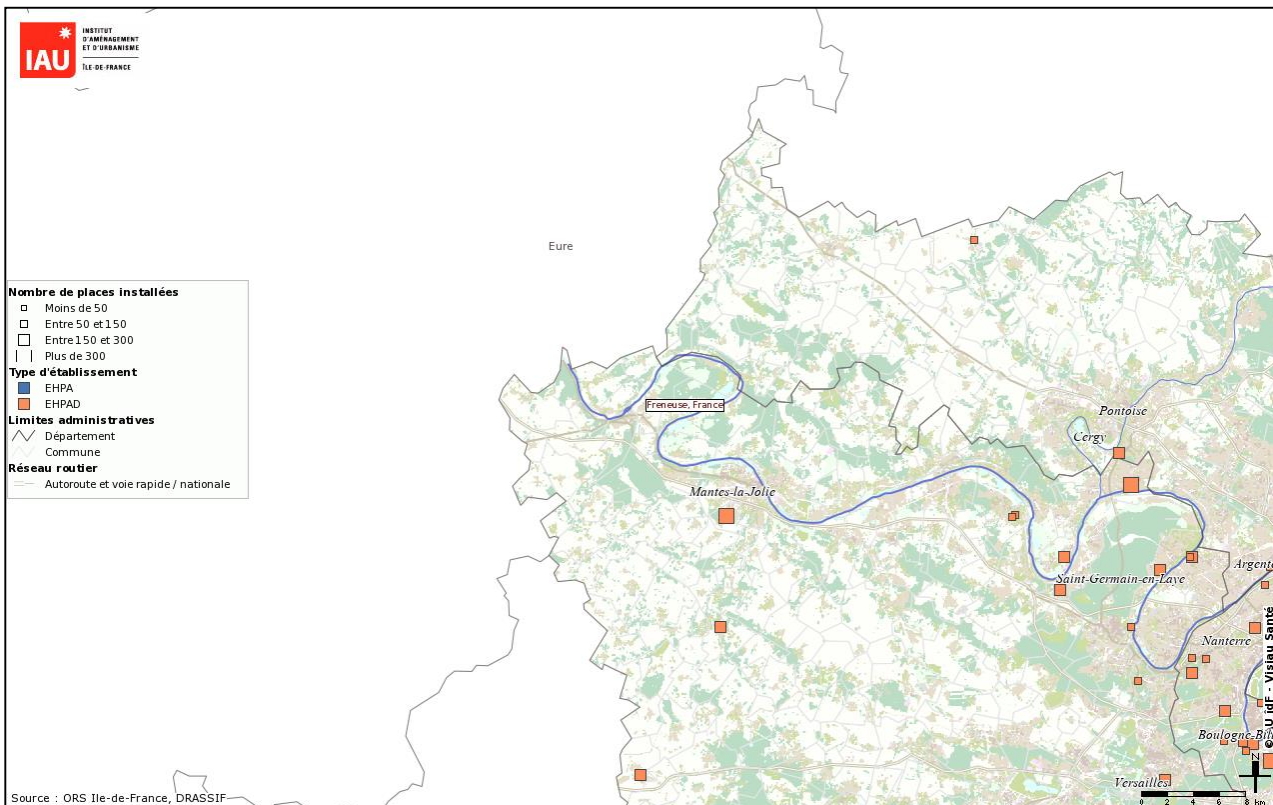 IAU
INSTITUT
D'AMÉNAGEMENT
ET D'URBANISME
ÎLE-DE-FRANCE
Eure
Nombre de places installées
Moins de 50
Entre 50 et 150
Entre 150 et 300
Plus de 300
Type d'établissement
EHPA
EHPAD
Limites administratives
Département
Commune
Réseau routier
Autoroute et voie rapide / nationale
Freneuse, France
Pontoise
Cergy
Mantes-la-Jolie
Saint-Germain-en-Laye
Argente
Nanterre
Boulogne-Bil
Versailles
© IAU idF - Visiau Santé
N
0 2 4 6 8 km
Source : ORS Ile-de-France, DRASSIF